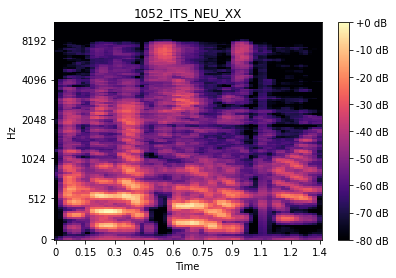 1052_ITS_NEU_XX
+0 dB
8192
-10 dB
4096
-20 dB
-30 dB
2048
Hz
-40 dB
1024
-50 dB
512
-60 dB
-70 dB
0
-80 dB
0 0.15 0.3 0.45 0.6 0.75 0.9 1.1 1.2 1.4
Time